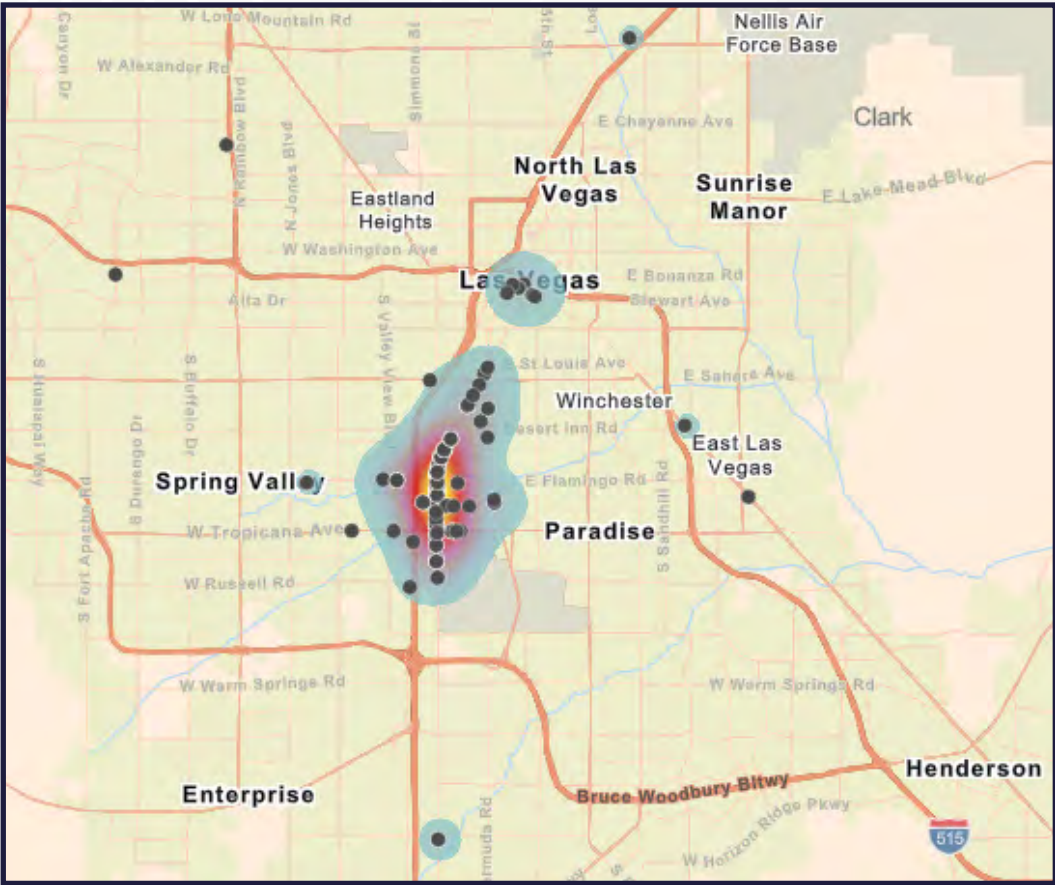 W Lone Mountain Rd
Nellis Air
Force Base
Canyon Dr
Simmons St
5th St
W Alexander Rd
N Rainbow Blvd
E Cheyenne Ave
Clark
N Jones Blvd
North Las
Vegas
Sunrise
Manor
E Lake Mead Blvd
Eastland
Heights
W Washington Ave
Las Vegas
E Bonanza Rd
Alta Dr
Stewart Ave
S Hualapai Way
S Buffalo Dr
S Valley View Bl
E St Louis Ave
E Sahara Ave
Winchester
Desert Inn Rd
S Durango Dr
East Las
Vegas
Spring Valley
E Flamingo Rd
S Fort Apache Rd
W Tropicana Ave
Paradise
S Sandhill Rd
W Russell Rd
W Warm Springs Rd
W Warm Springs Rd
Enterprise
Bruce Woodbury Bltwy
Henderson
ermuda Rd
W Horizon Ridge Pkwy
515